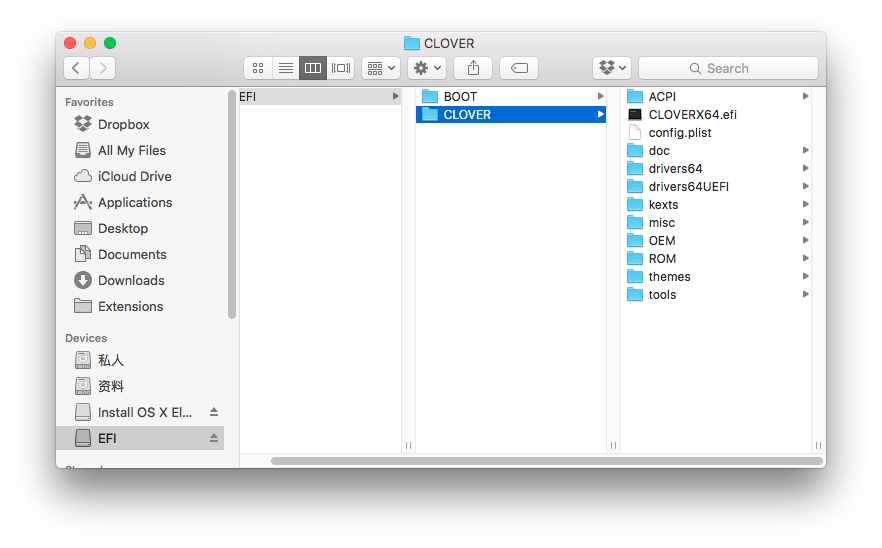 CLOVER
Search
Favorites
Dropbox
All My Files
iCloud Drive
Applications
Desktop
Documents
Downloads
Extensions
Devices
私人
资料
Install OS X El...
EFI
EFI
BOOT
CLOVER
ACPI
CLOVERX64.efi
config.plist
doc
drivers64
drivers64UEFI
kexts
misc
OEM
ROM
themes
tools